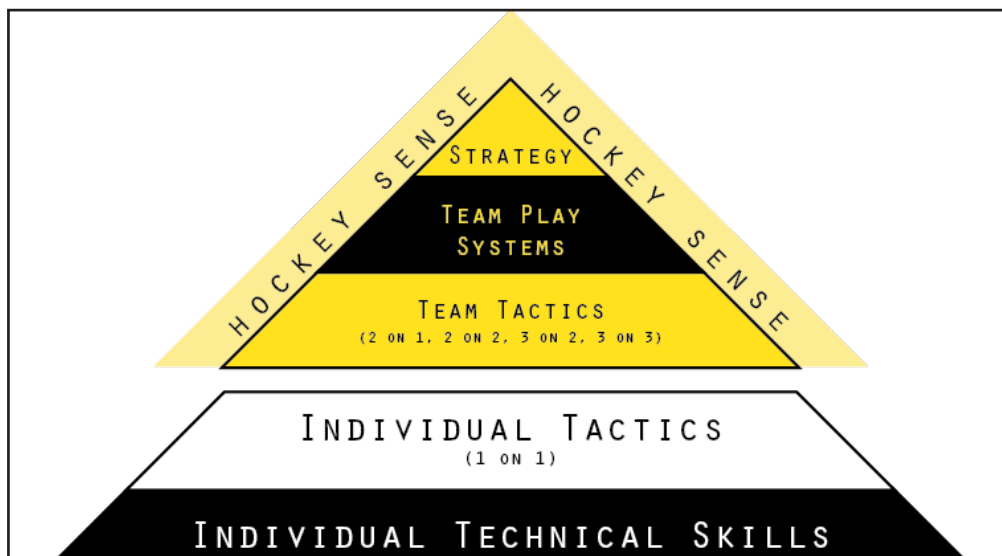 HOCKEY SENSE
HOCKEY SENSE
STRATEGY
TEAM PLAY
SYSTEMS
TEAM TACTICS
(2 ON 1, 2 ON 2, 3 ON 2, 3 ON 3)
INDIVIDUAL TACTICS
(1 ON 1)
INDIVIDUAL TECHNICAL SKILLS